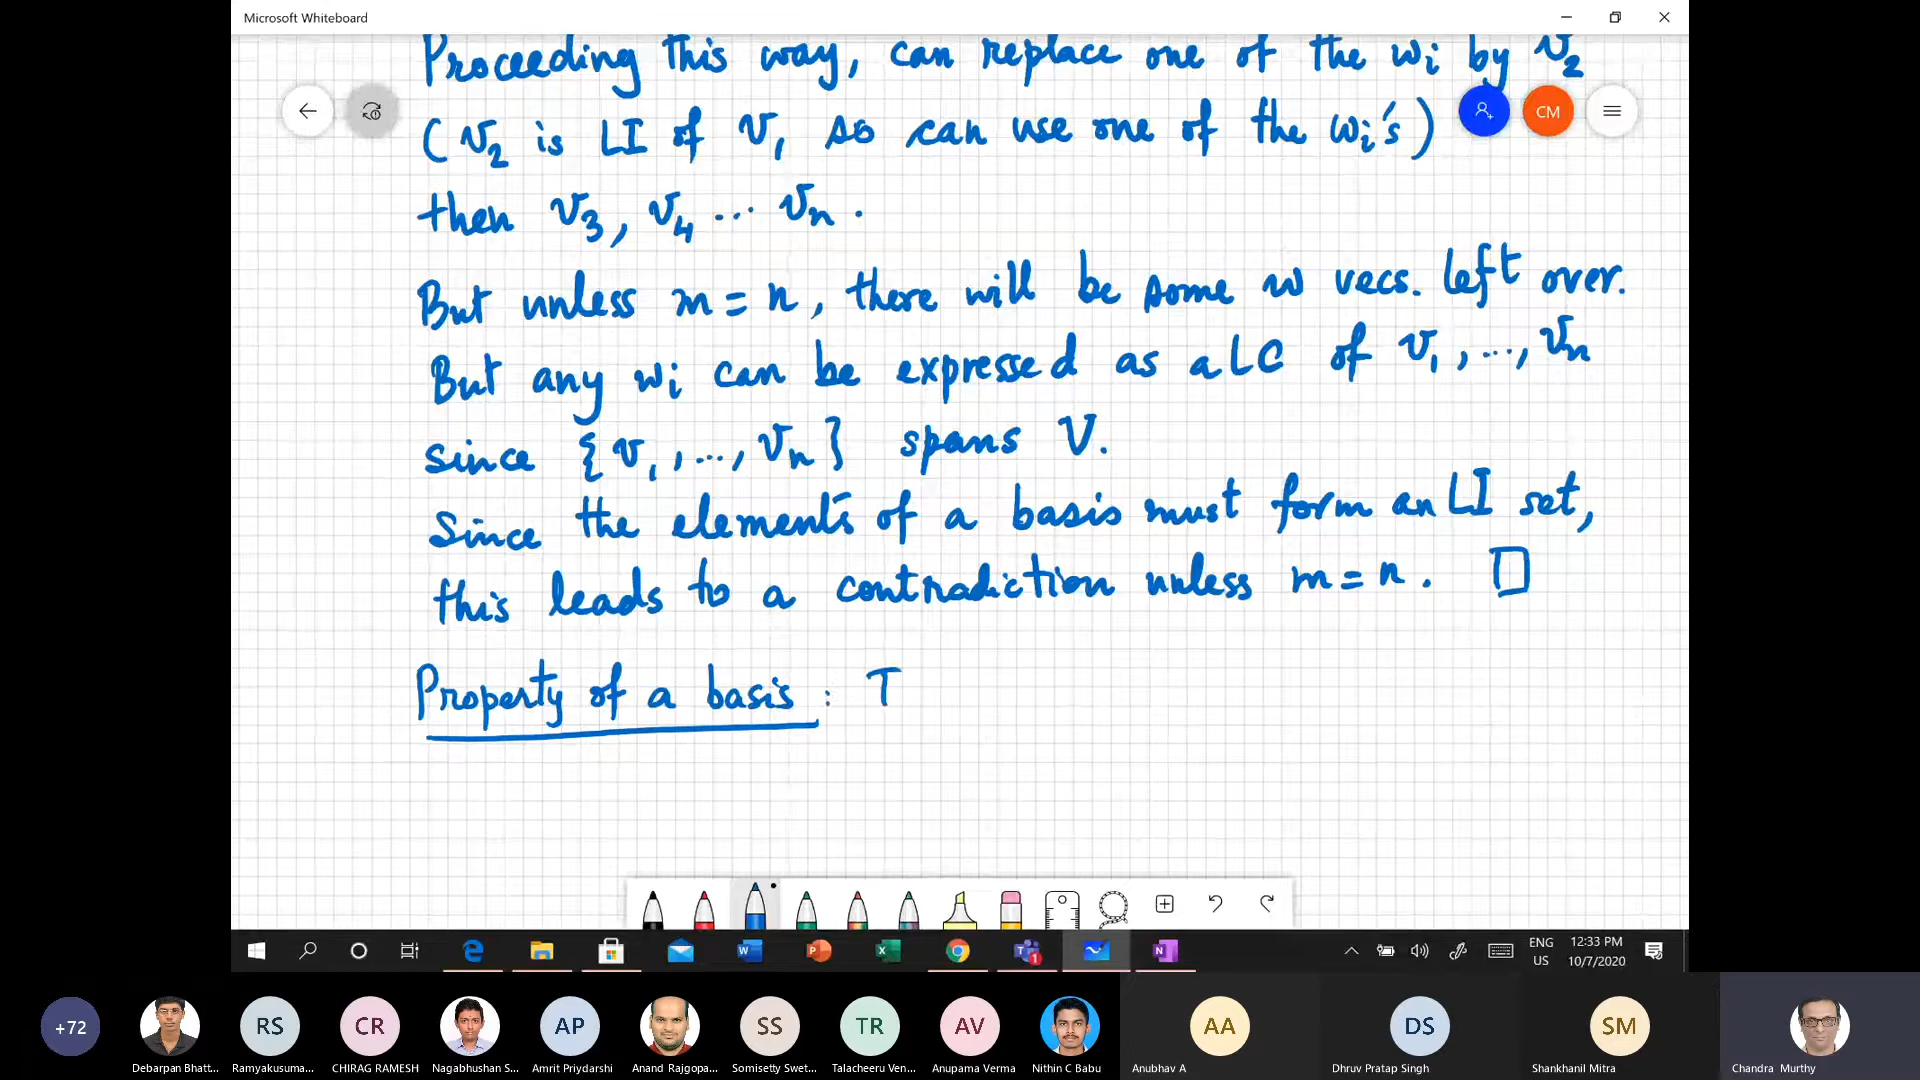 Microsoft Whiteboard
Proceeding this way, can replace one of the wi by v2
(v2 is LI of v1 so can use one of the wi's)
CM
then v3, v4 ... vn.
But unless m = n, there will be some w vecs. left over.
But any wi can be expressed as a LC of v1, ..., vn
since {v1, ..., vn} spans V.
Since the elements of a basis must form an LI set,
this leads to a contradiction unless m = n. □
Property of a basis : T
ENG
US
12:33 PM
10/7/2020
+72
RS
CR
AP
SS
TR
AV
AA
DS
SM
Debarpan Bhatt...
Ramyakusuma...
CHIRAG RAMESH
Nagabhushan S...
Amrit Priydarshi
Anand Rajgopa...
Somisetty Swet...
Talacheeru Ven...
Anupama Verma
Nithin C Babu
Anubhav A
Dhruv Pratap Singh
Shankhanil Mitra
Chandra Murthy